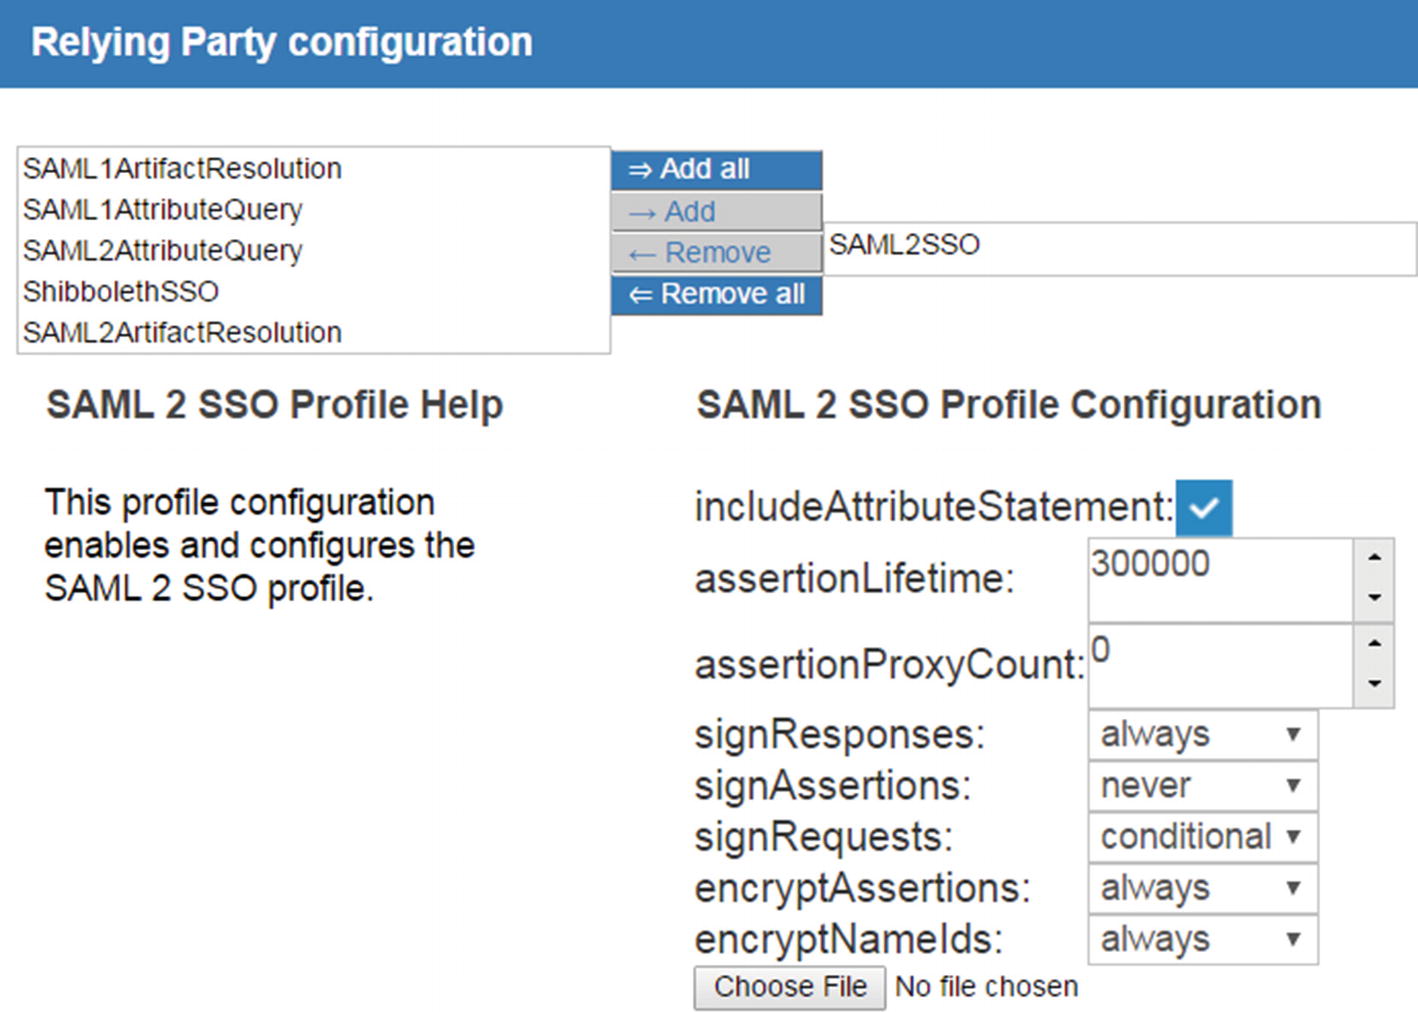 Relying Party configuration
SAML1ArtifactResolution
SAML1AttributeQuery
SAML2AttributeQuery
ShibbolethSSO
SAML2ArtifactResolution
⇒ Add all
→ Add
← Remove
⇐ Remove all
SAML2SSO
SAML 2 SSO Profile Help
This profile configuration
enables and configures the
SAML 2 SSO profile.
SAML 2 SSO Profile Configuration
includeAttributeStatement:
assertionLifetime: 300000
assertionProxyCount: 0
signResponses: always
signAssertions: never
signRequests: conditional
encryptAssertions: always
encryptNameIds: always
Choose File No file chosen